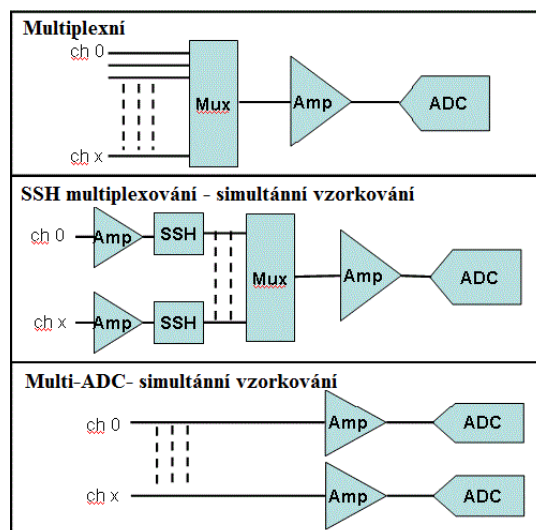 Multiplexní
ch 0
Mux
Amp
ADC
ch x
SSH multiplexování - simultánní vzorkování
ch 0
Amp
SSH
Mux
Amp
ADC
ch x
Amp
SSH
Multi-ADC- simultánní vzorkování
ch 0
Amp
ADC
ch x
Amp
ADC